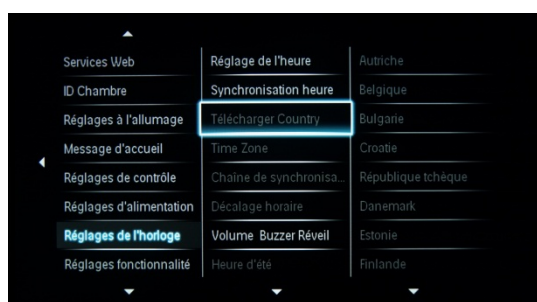 Services Web
ID Chambre
Réglages à l'allumage
Message d'accueil
Réglages de contrôle
Réglages d'alimentation
Réglages de l'horloge
Réglages fonctionnalité
Réglage de l'heure
Synchronisation heure
Télécharger Country
Time Zone
Chaîne de synchronisa...
Décalage horaire
Volume Buzzer Réveil
Heure d'été
Autriche
Belgique
Bulgarie
Croatie
République tchèque
Danemark
Estonie
Finlande